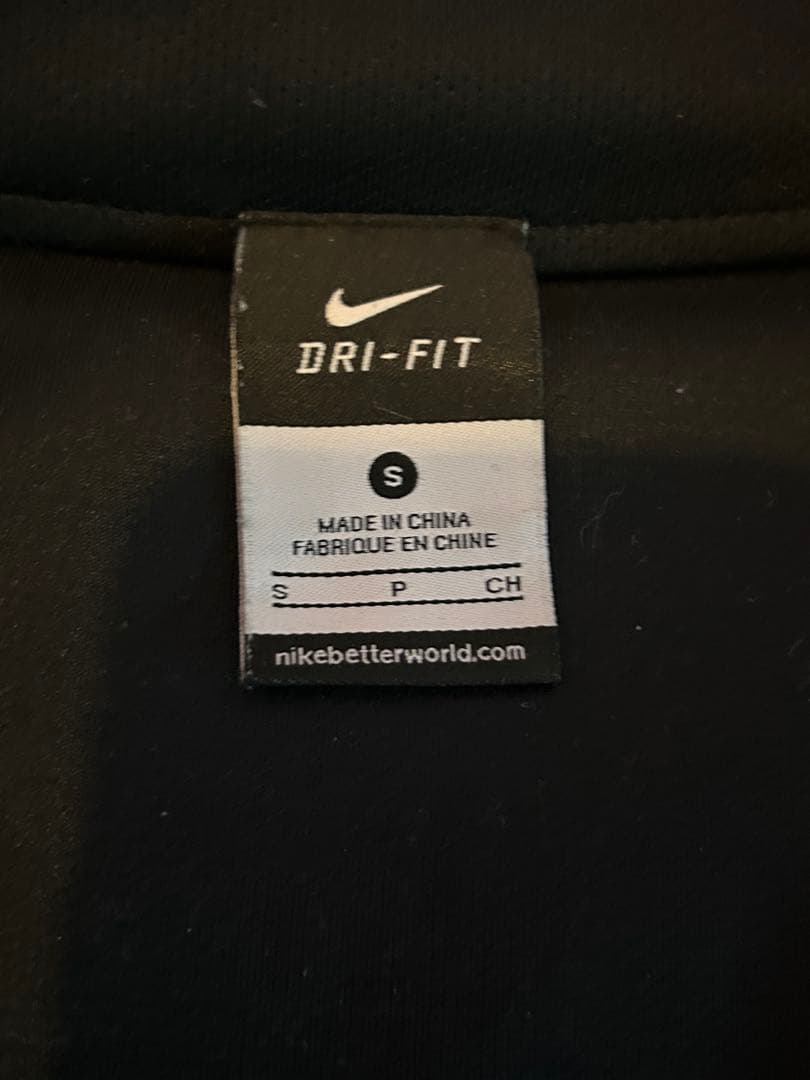 DRI-FIT
S
MADE IN CHINA
FABRIQUE EN CHINE
S P CH
nikebetterworld.com